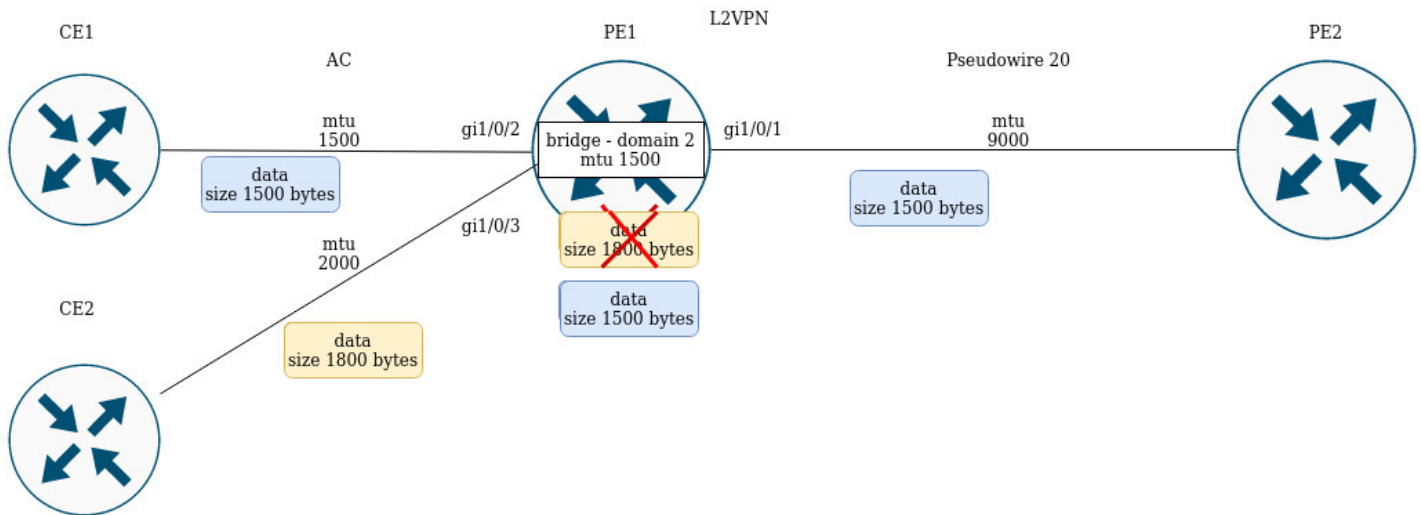 L2VPN
CE1
PE1
PE2
AC
Pseudowire 20
mtu
1500
gi1/0/2
bridge - domain 2
mtu 1500
gi1/0/1
mtu
9000
data
size 1500 bytes
data
size 1500 bytes
gi1/0/3
data
size 1800 bytes
mtu
2000
data
size 1500 bytes
CE2
data
size 1800 bytes